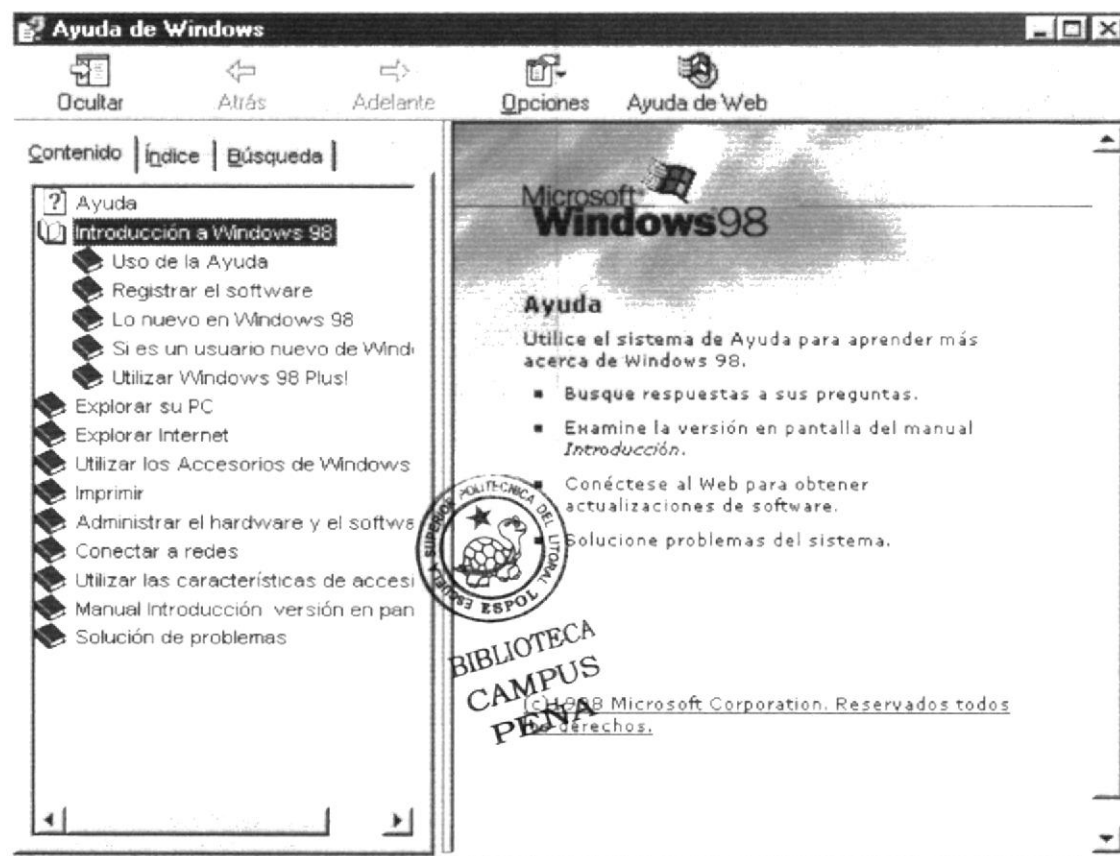 Ayuda de Windows
Ocultar
Atrás
Adelante
Opciones
Ayuda de Web
Contenido
Índice
Búsqueda
Ayuda
Introducción a Windows 98
Uso de la Ayuda
Registrar el software
Lo nuevo en Windows 98
Si es un usuario nuevo de Wind
Utilizar Windows 98 Plus!
Explorar su PC
Explorar Internet
Utilizar los Accesorios de Windows
Imprimir
Administrar el hardware y el softwa
Conectar a redes
Utilizar las características de accesi
Manual Introducción versión en pan
Solución de problemas
Microsoft
Windows98
Ayuda
Utilice el sistema de Ayuda para aprender más
acerca de Windows 98.
Busque respuestas a sus preguntas.
Examine la versión en pantalla del manual
Introducción.
Conéctese al Web para obtener
actualizaciones de software.
Solucione problemas del sistema.
(c)1998 Microsoft Corporation. Reservados todos
derechos.
ESCUELA SUPERIOR POLITECNICA DEL LITORAL
ESPOL
BIBLIOTECA
CAMPUS
PEÑA